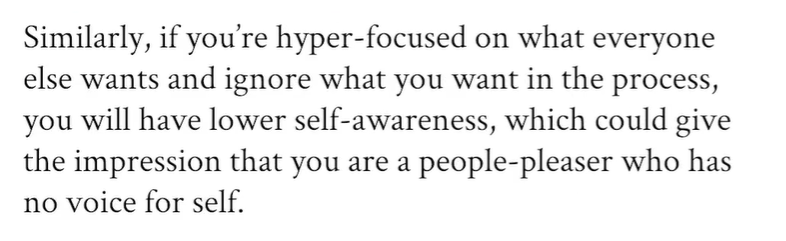 Similarly, if you’re hyper-focused on what everyone
else wants and ignore what you want in the process,
you will have lower self-awareness, which could give
the impression that you are a people-pleaser who has
no voice for self.